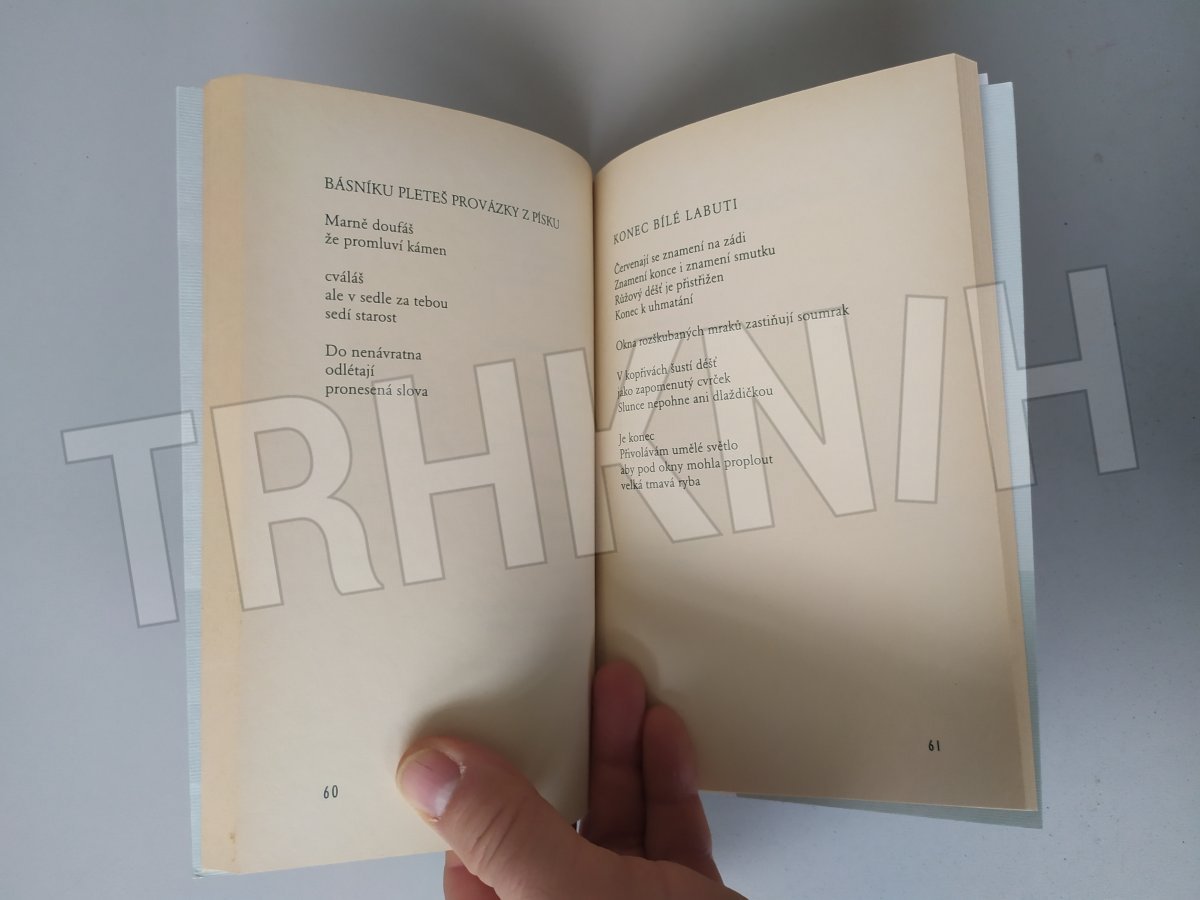 BÁSNÍKU PLETEŠ PROVÁZKY Z PÍSKU
Marně doufáš
že promluví kámen
cváláš
ale v sedle za tebou
sedí starost
Do nenávratna
odlétají
pronesená slova
60
KONEC BÍLÉ LABUTI
Červenají se znamení na zádi
Znamení konce i znamení smutku
Růžový déšť je přistřižen
Konec k uhmatání
Okna rozškubaných mraků zastiňují soumrak
V kopřivách šustí déšť
jako zapomenutý cvrček
Slunce nepohne ani dlaždičkou
Je konec
Přivolávám umělé světlo
aby pod okny mohla proplout
velká tmavá ryba
61
TRHKNIH